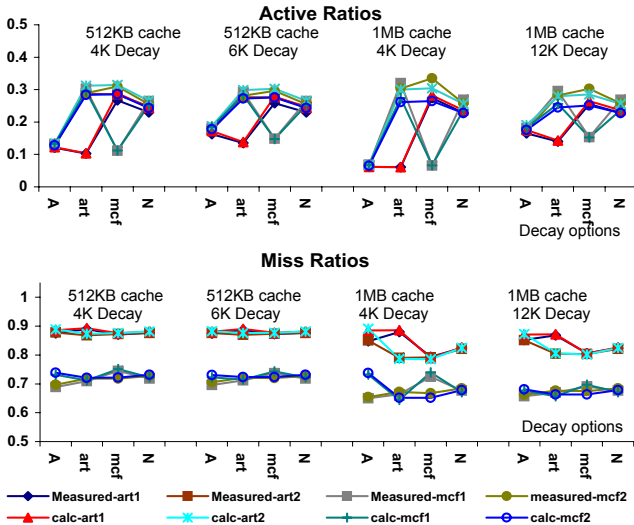 Active Ratios
512KB cache
4K Decay
512KB cache
6K Decay
1MB cache
4K Decay
1MB cache
12K Decay
0.5
0.4
0.3
0.2
0.1
0
A
art
mcf
N
A
art
mcf
N
A
art
mcf
N
A
art
mcf
N
Decay options
Miss Ratios
512KB cache
4K Decay
512KB cache
6K Decay
1MB cache
4K Decay
1MB cache
12K Decay
1
0.9
0.8
0.7
0.6
0.5
Decay options
A
art
mcf
N
A
art
mcf
N
A
art
mcf
N
A
art
mcf
N
Measured-art1
Measured-art2
Measured-mcf1
measured-mcf2
calc-art1
calc-art2
calc-mcf1
calc-mcf2